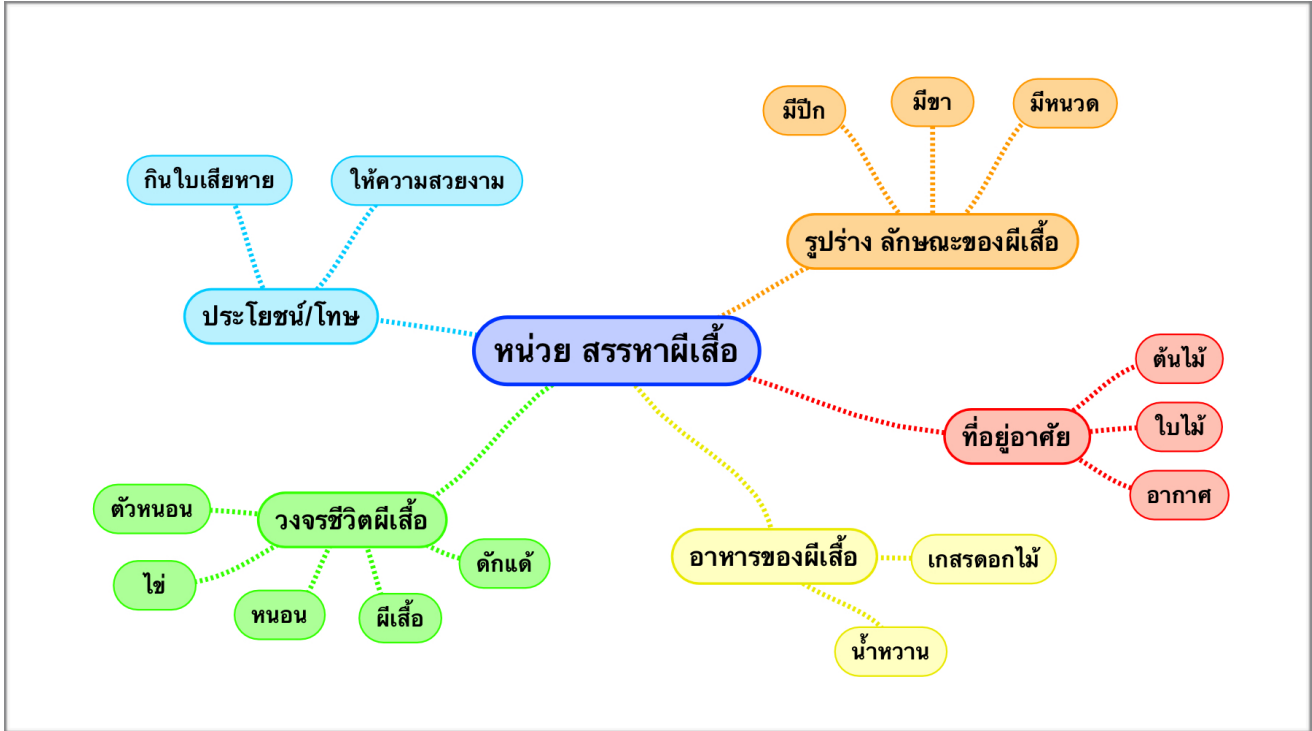 มีปีก
มีขา
มีหนวด
รูปร่าง ลักษณะของผีเสื้อ
กินใบเสียหาย
ให้ความสวยงาม
ประโยชน์/โทษ
หน่วย สรรหาผีเสื้อ
ต้นไม้
ใบไม้
อากาศ
ที่อยู่อาศัย
ตัวหนอน
ไข่
หนอน
ผีเสื้อ
ดักแด้
วงจรชีวิตผีเสื้อ
อาหารของผีเสื้อ
เกสรดอกไม้
น้ำหวาน